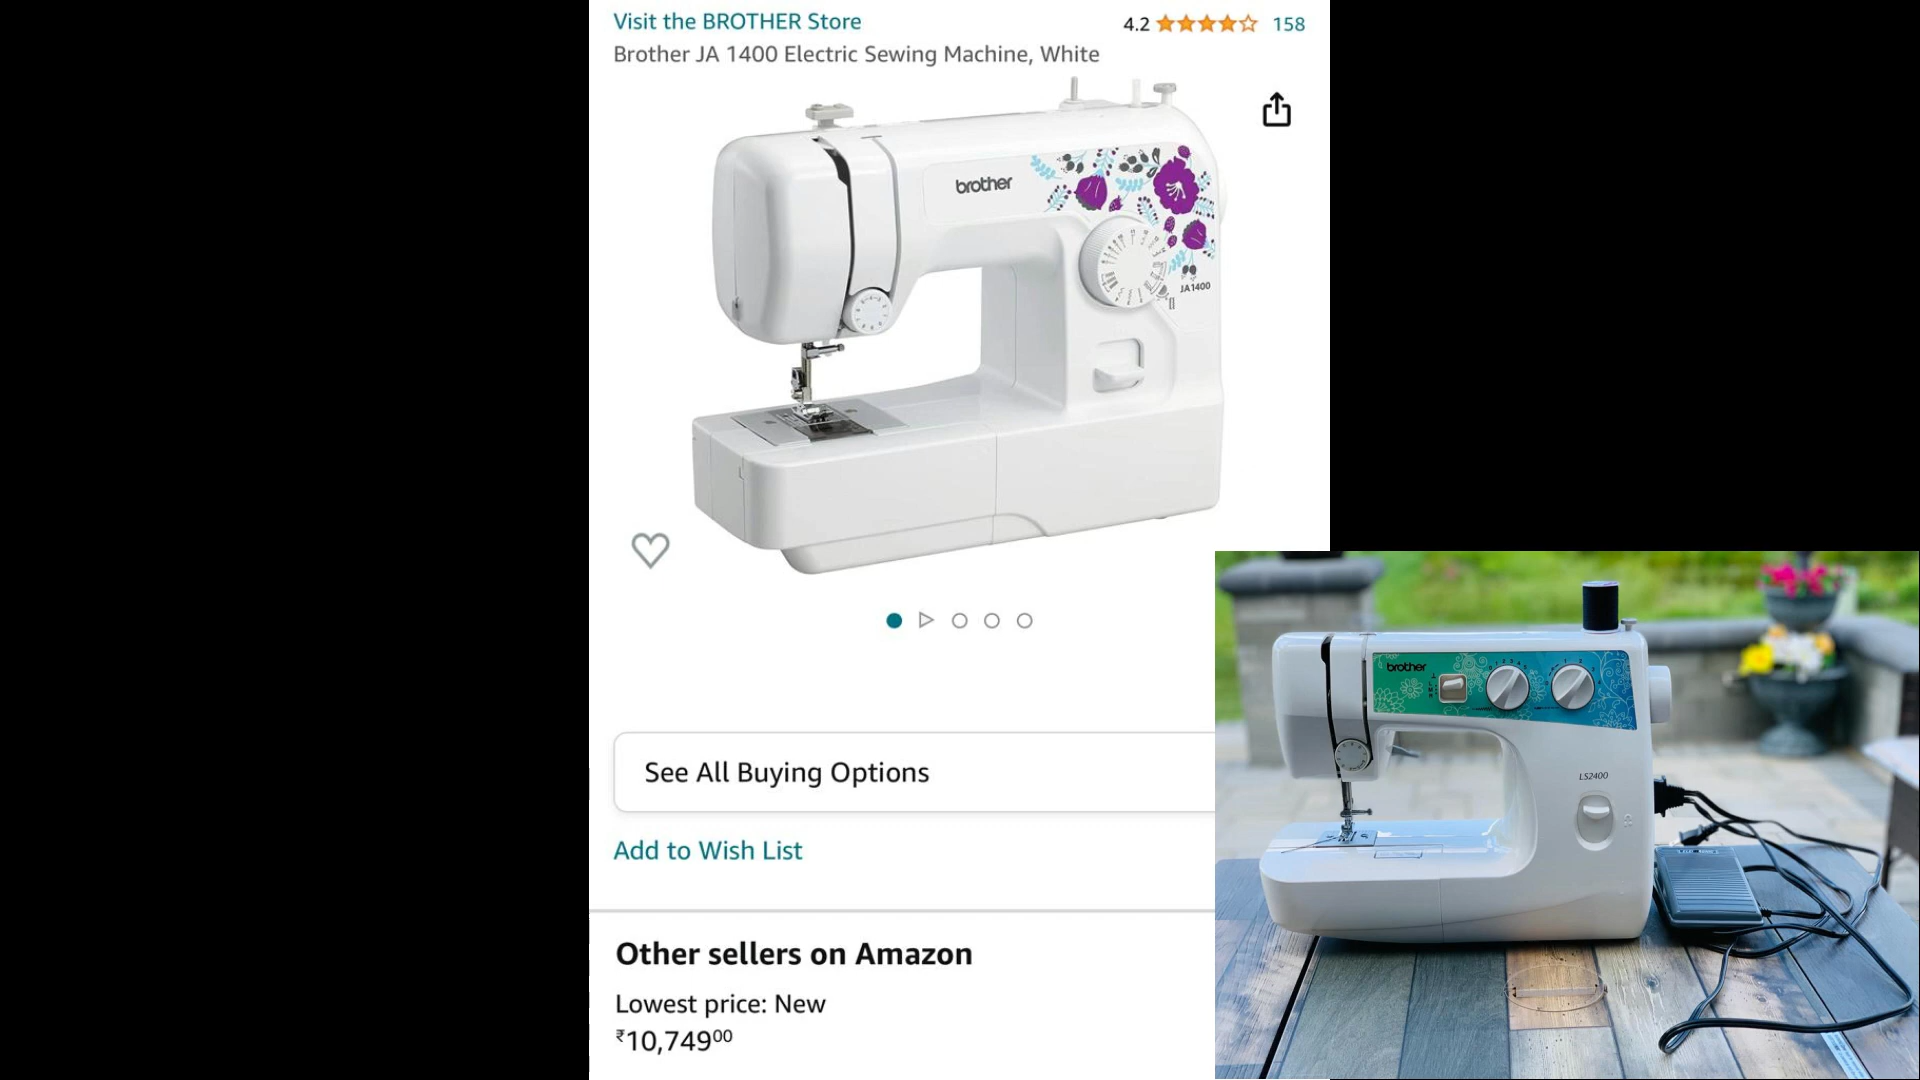 Visit the BROTHER Store
4.2 158
Brother JA 1400 Electric Sewing Machine, White
brother
JA1400
See All Buying Options
Add to Wish List
Other sellers on Amazon
Lowest price: New
₹10,74900
brother
LS2400